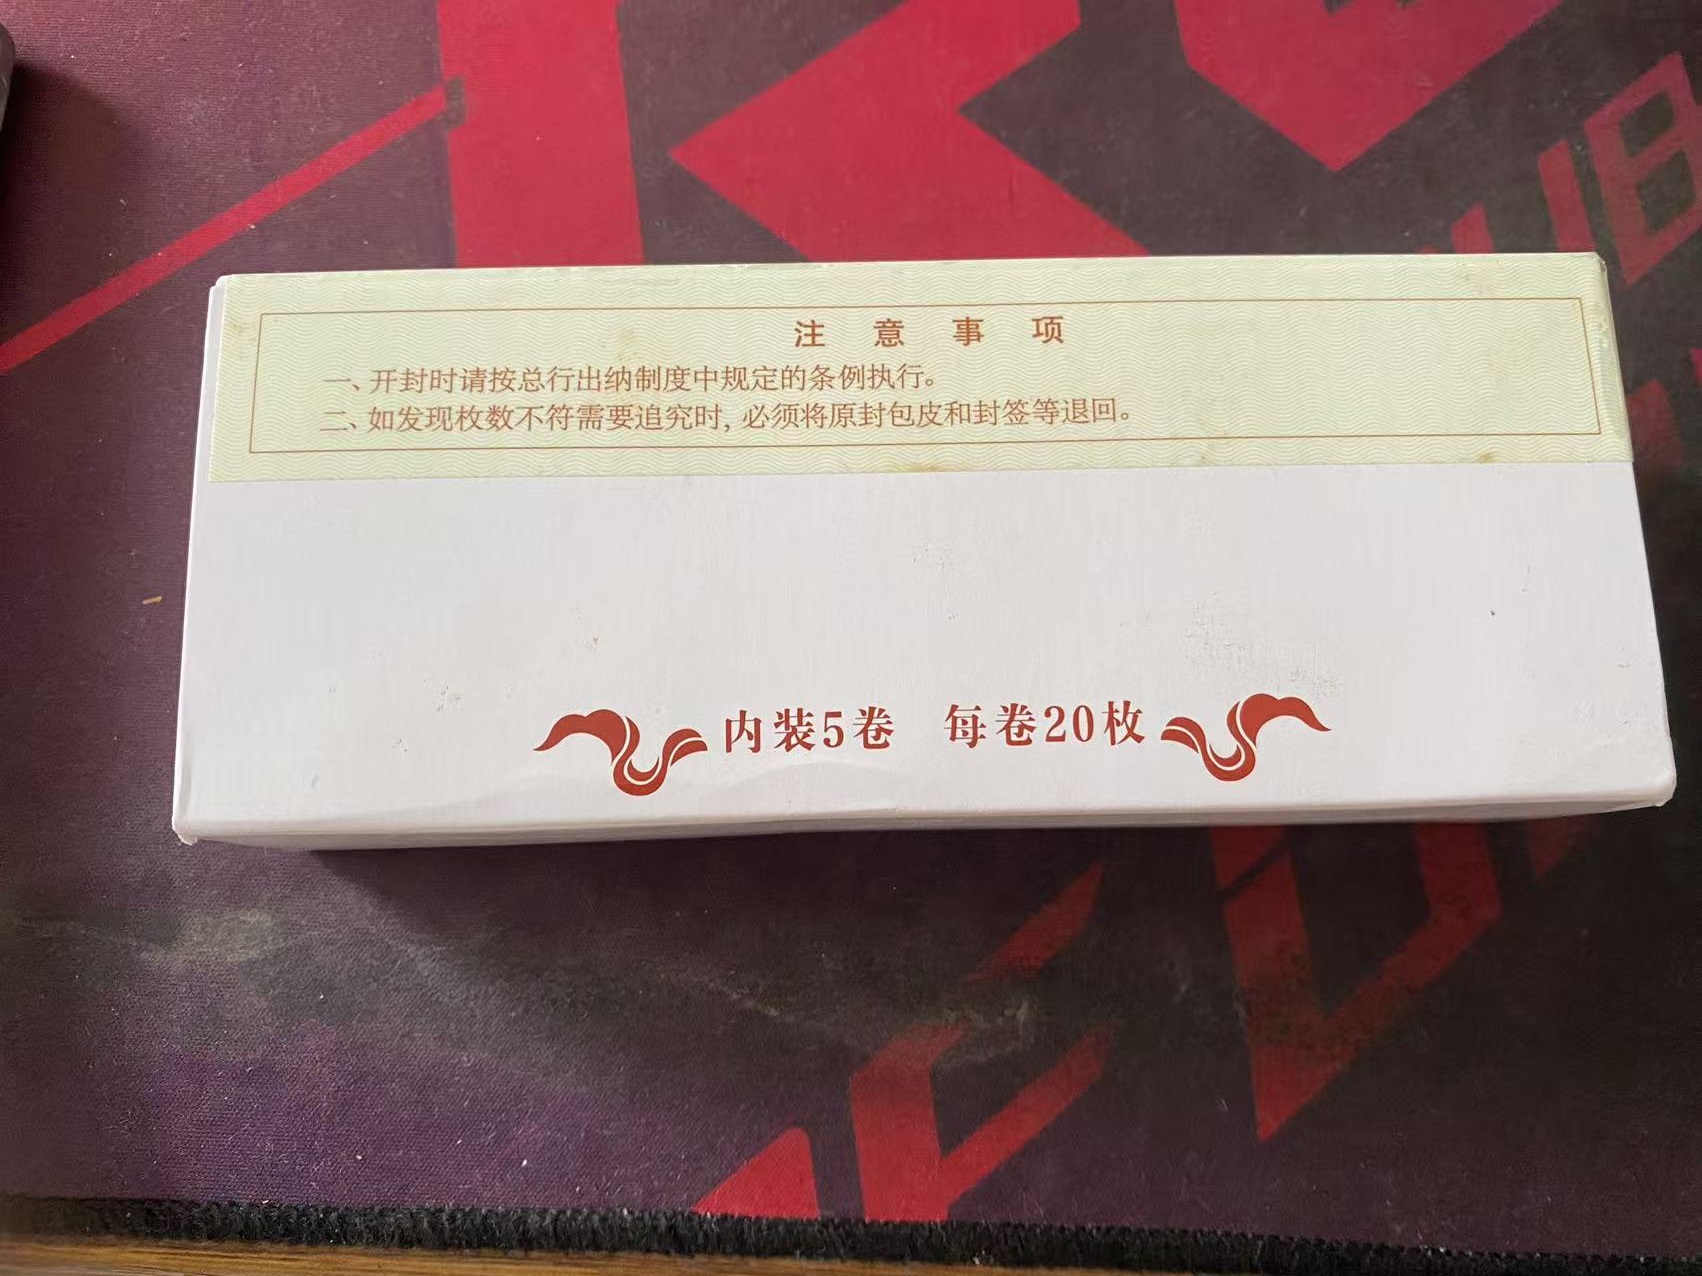 注意事项
一、开封时请按总行出纳制度中规定的条例执行。
二、如发现枚数不符需要追究时,必须将原封包皮和封签等退回。
内装5卷 每卷20枚